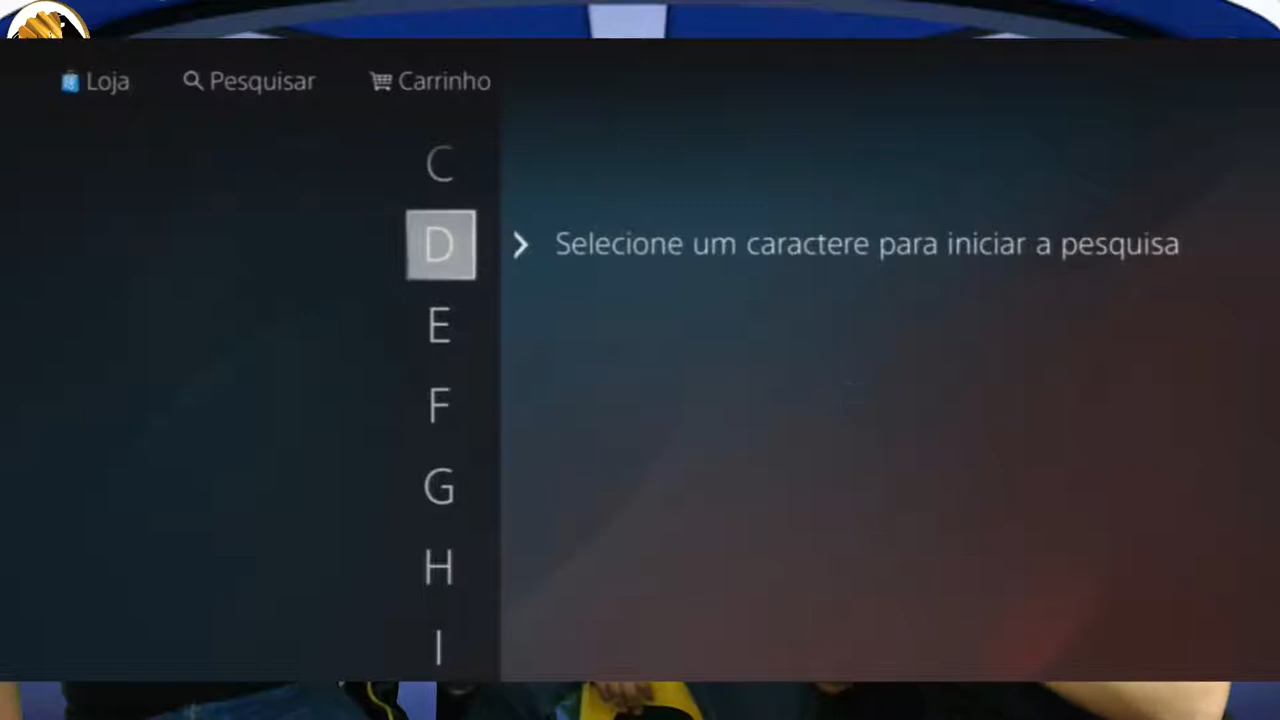 Loja Pesquisar Carrinho
C
D Selecione um caractere para iniciar a pesquisa
E
F
G
H
I